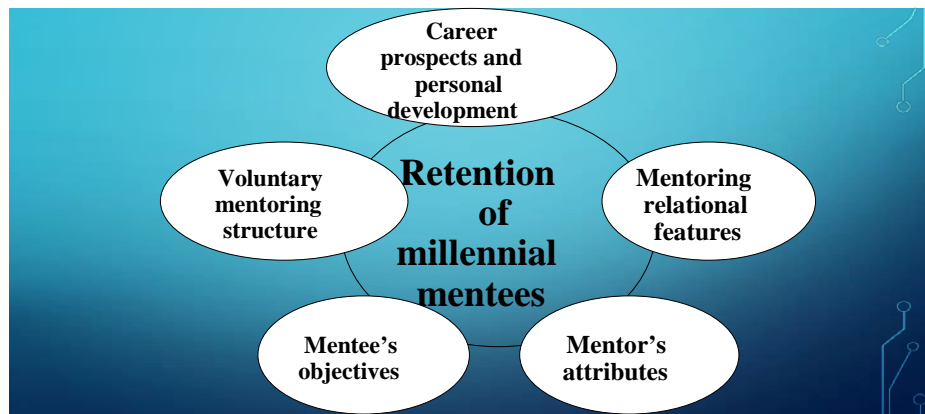 Career
prospects and
personal
development
Voluntary
mentoring
structure
Retention
of
millennial
mentees
Mentoring
relational
features
Mentee’s
objectives
Mentor’s
attributes